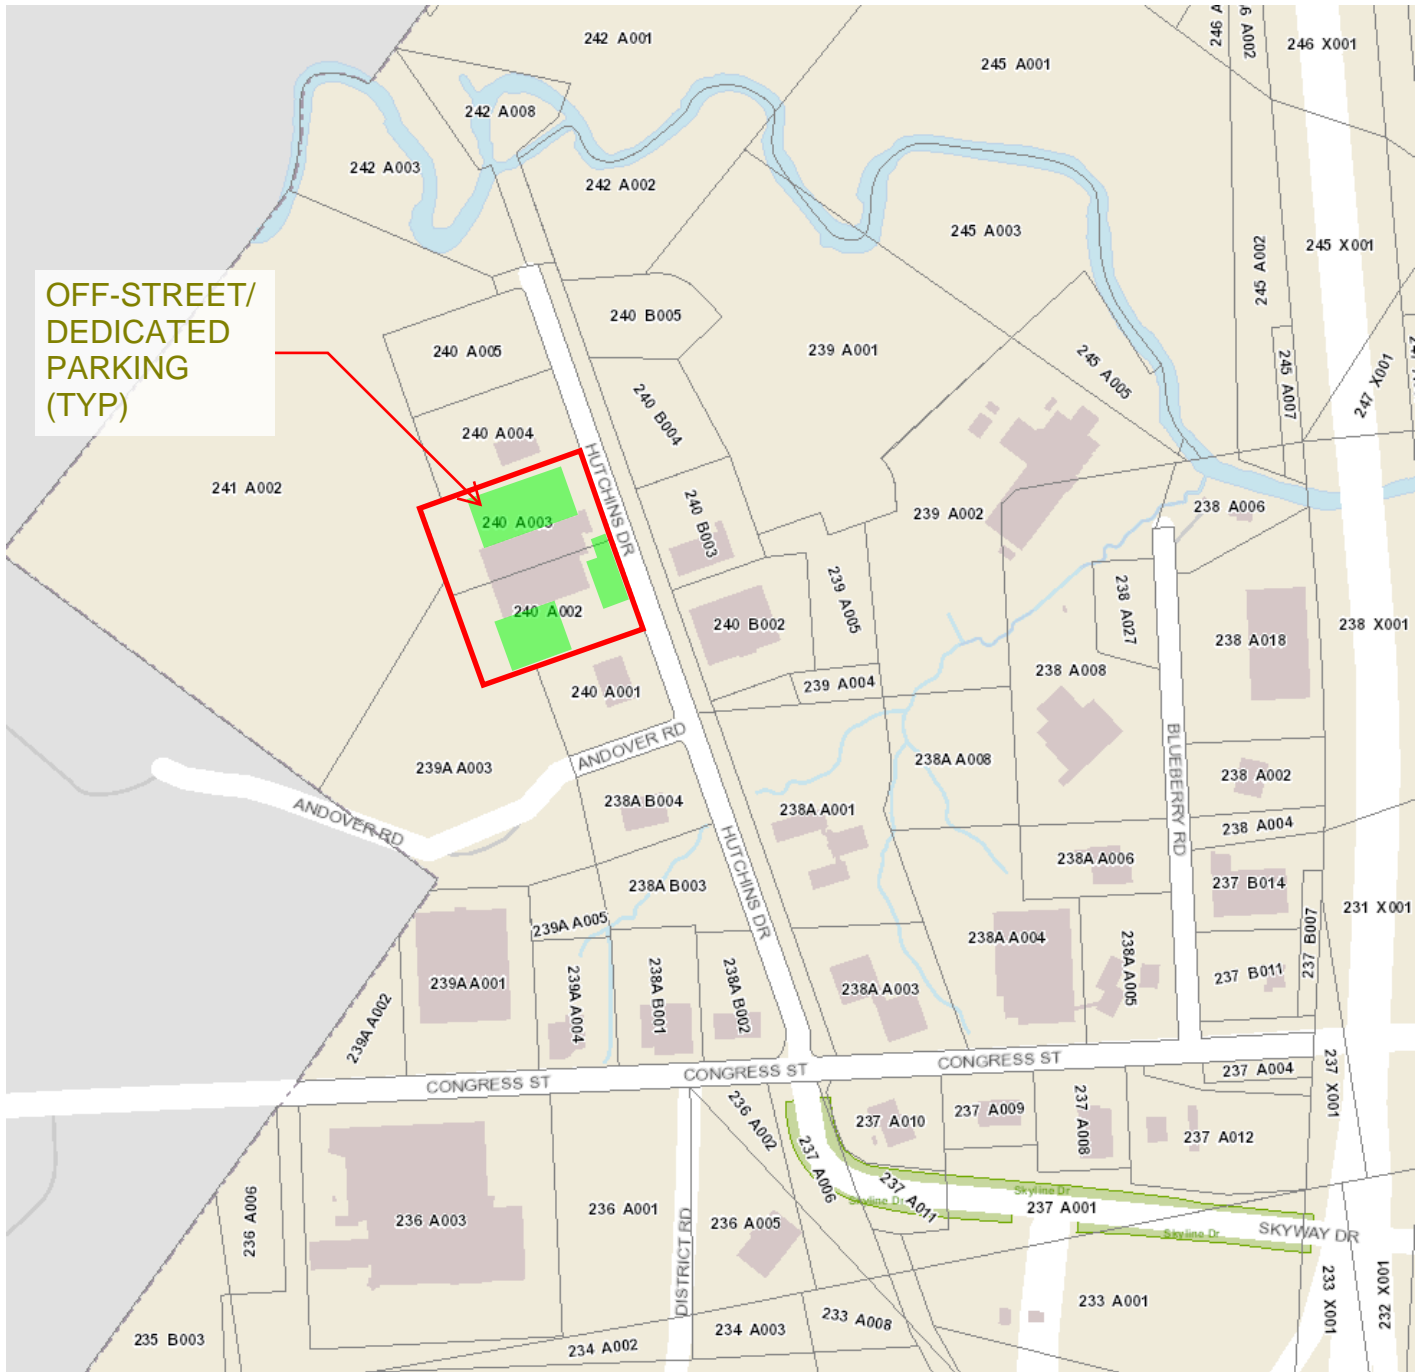 242 A001
246 A
6 A002
246 X001
245 A001
242 A008
242 A003
242 A002
245 A003
245 A002
245 X001
OFF-STREET/
DEDICATED
PARKING
(TYP)
240 B005
240 A005
239 A001
245 A005
245 A007
247 X001
240 B004
240 A004
HUTCHINS DR
241 A002
240 A003
240 B003
239 A002
238 A006
240 A002
240 B002
239 A005
238 A027
238 A018
238 X001
240 A001
239 A004
238 A008
ANDOVER RD
239A A003
238A A008
BLUEBERRY RD
238 A002
ANDOVER RD
238A B004
238A A001
238 A004
HUTCHINS DR
238A A006
238A B003
237 B014
231 X001
239A A005
238A A004
237 B007
239A A001
239A A004
238A B001
238A B002
238A A003
238A A005
237 B011
239A A002
CONGRESS ST
CONGRESS ST
CONGRESS ST
237 A004
237 X001
236 A002
237 A010
237 A009
237 A008
237 A012
237 A006
237 A011
Skyline Dr
Skyline Dr
237 A001
Skyline Dr
SKYWAY DR
236 A006
236 A003
236 A001
DISTRICT RD
236 A005
233 A001
233 X001
232 X001
235 B003
234 A002
234 A003
233 A008